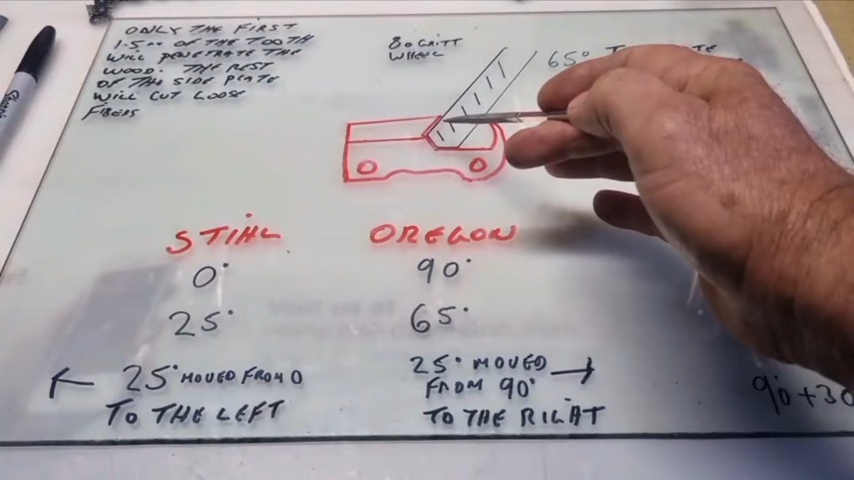 ONLY THE FIRST
1.5 OF THE TOOTH
WILL PENETRATE THE
WOOD. THE REST
OF THE SIDE PLATE
WILL CUT LOOSE
FIBERS
80 GRITT
WHEEL
65°
STIHL
OREGON
0°
90°
25°
65°
25° MOVED FROM 0
TO THE LEFT
25° MOVED
FROM 90°
TO THE RIGHT
90+30